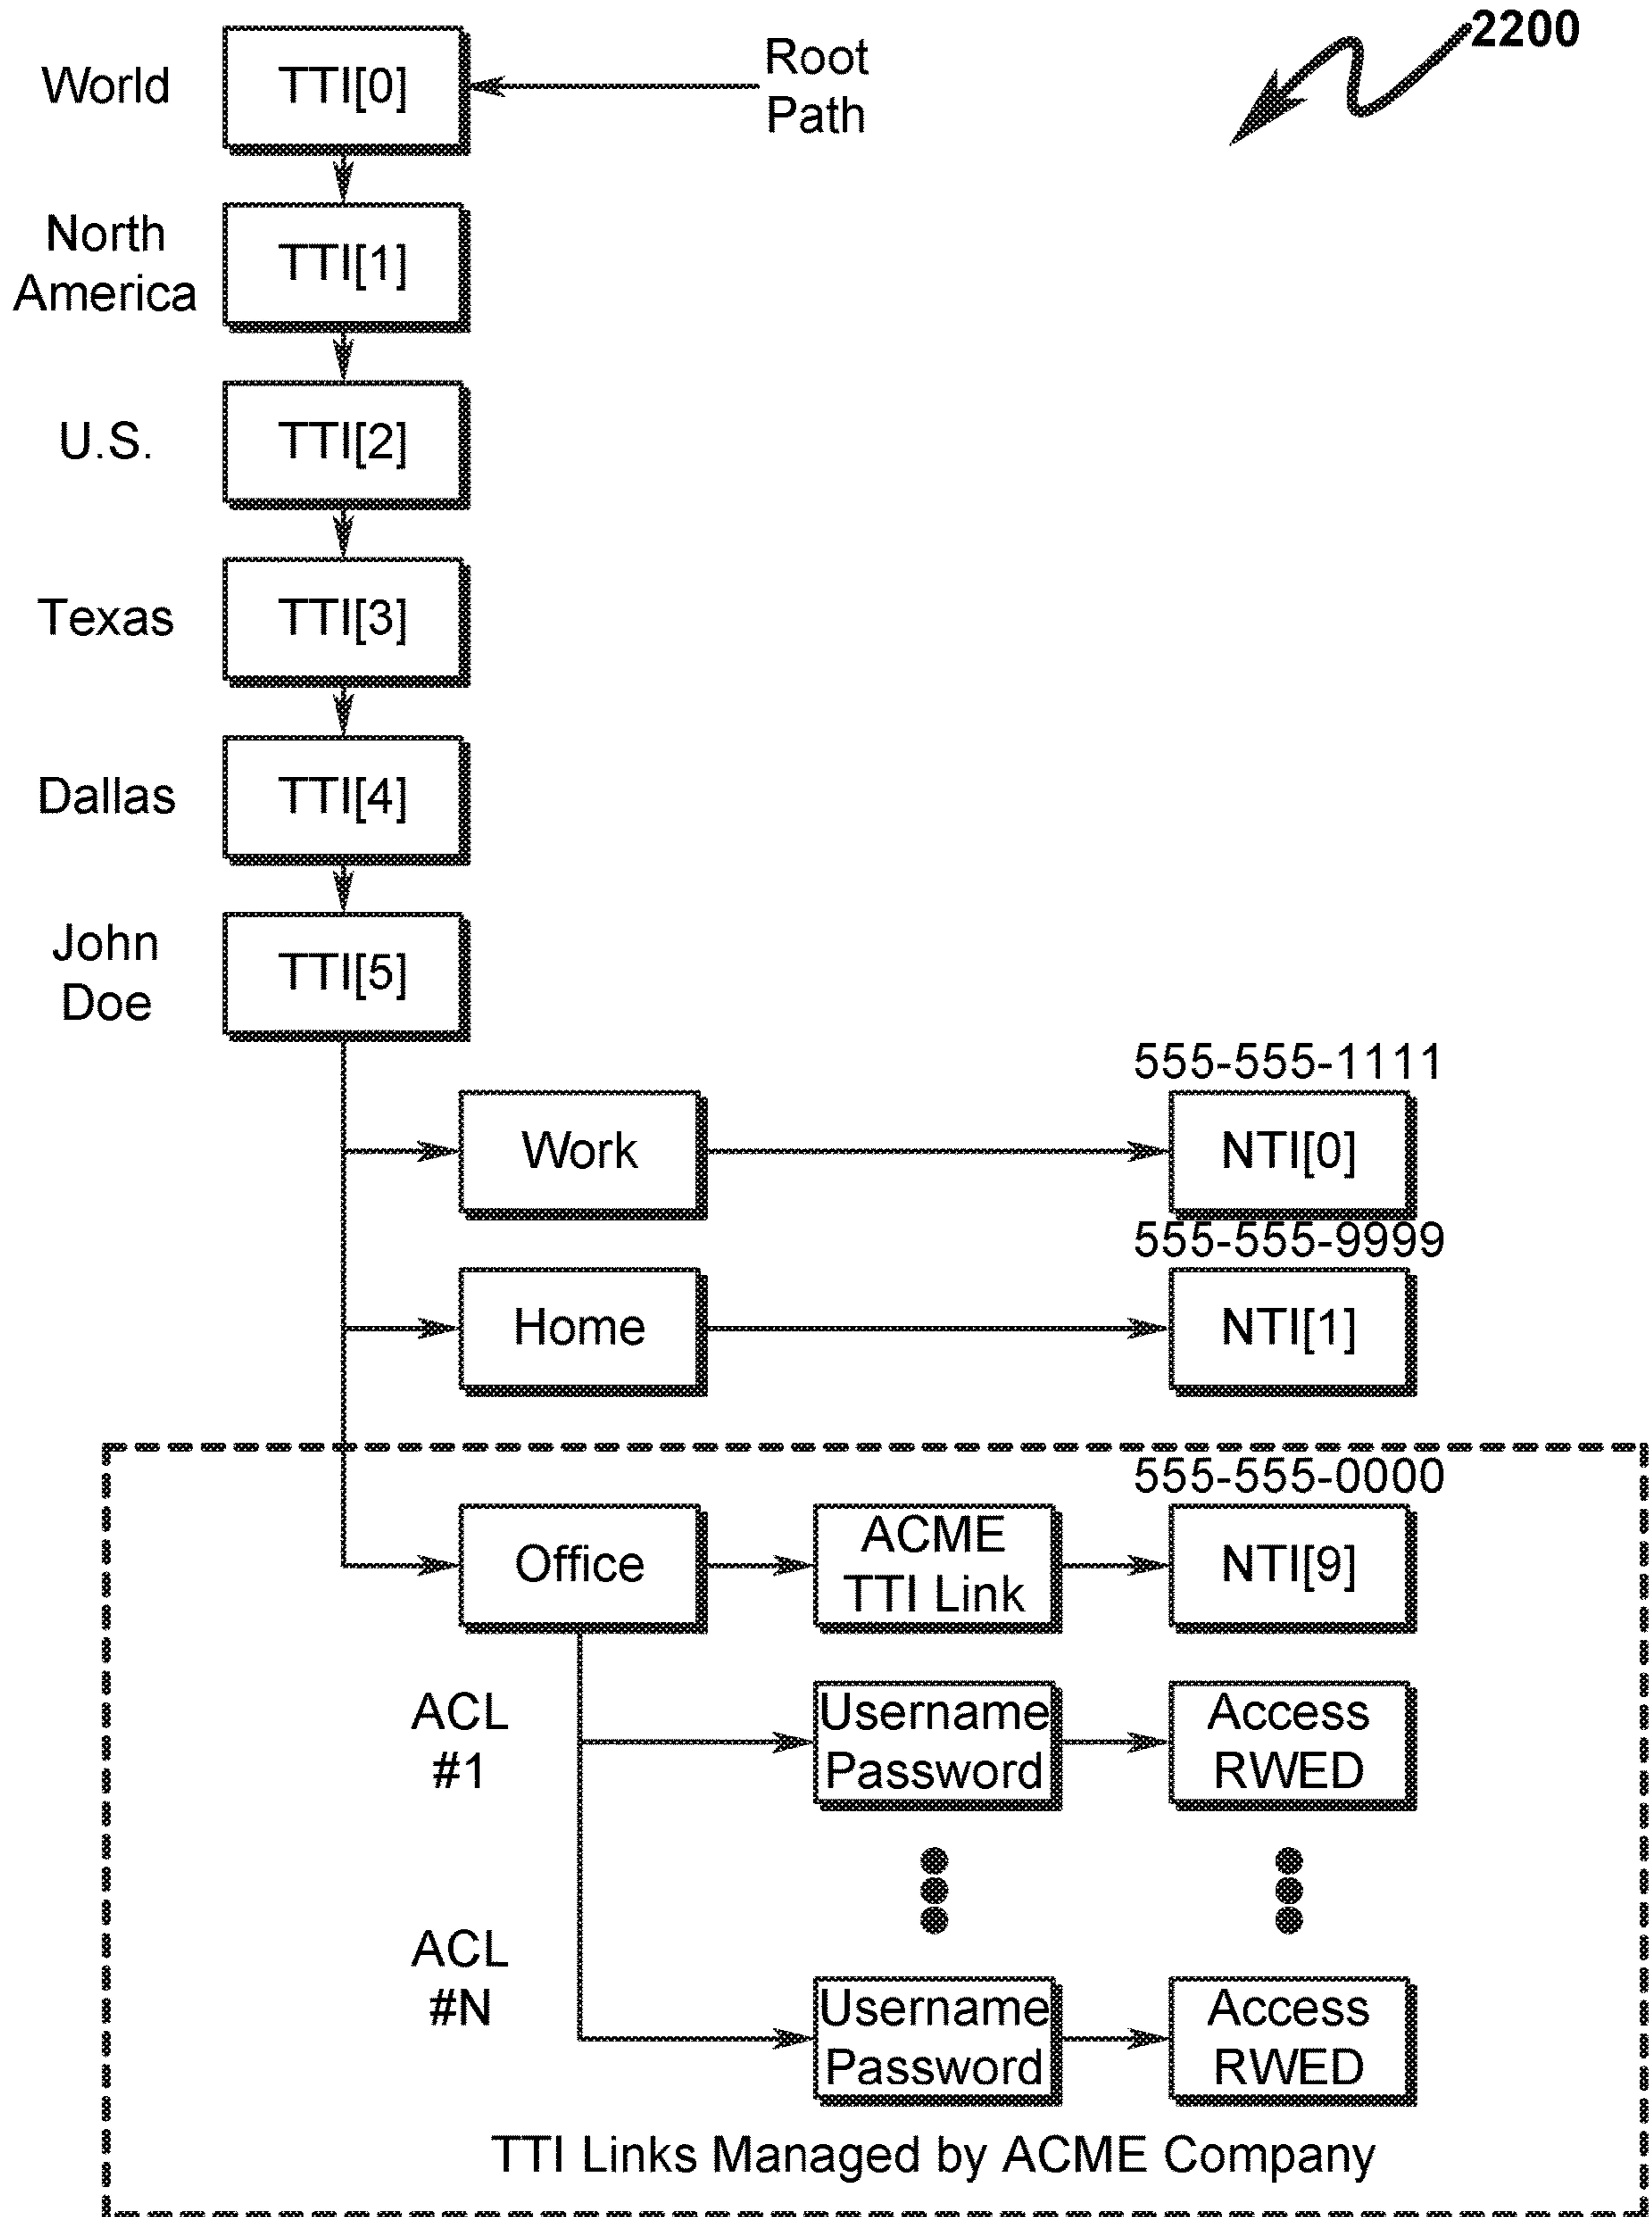 2200
World
TTI[0]
Root
Path
North
America
TTI[1]
U.S.
TTI[2]
Texas
TTI[3]
Dallas
TTI[4]
John
Doe
TTI[5]
555-555-1111
Work
NTI[0]
555-555-9999
Home
NTI[1]
555-555-0000
Office
ACME
TTI Link
NTI[9]
ACL
#1
Username
Password
Access
RWED
ACL
#N
Username
Password
Access
RWED
TTI Links Managed by ACME Company